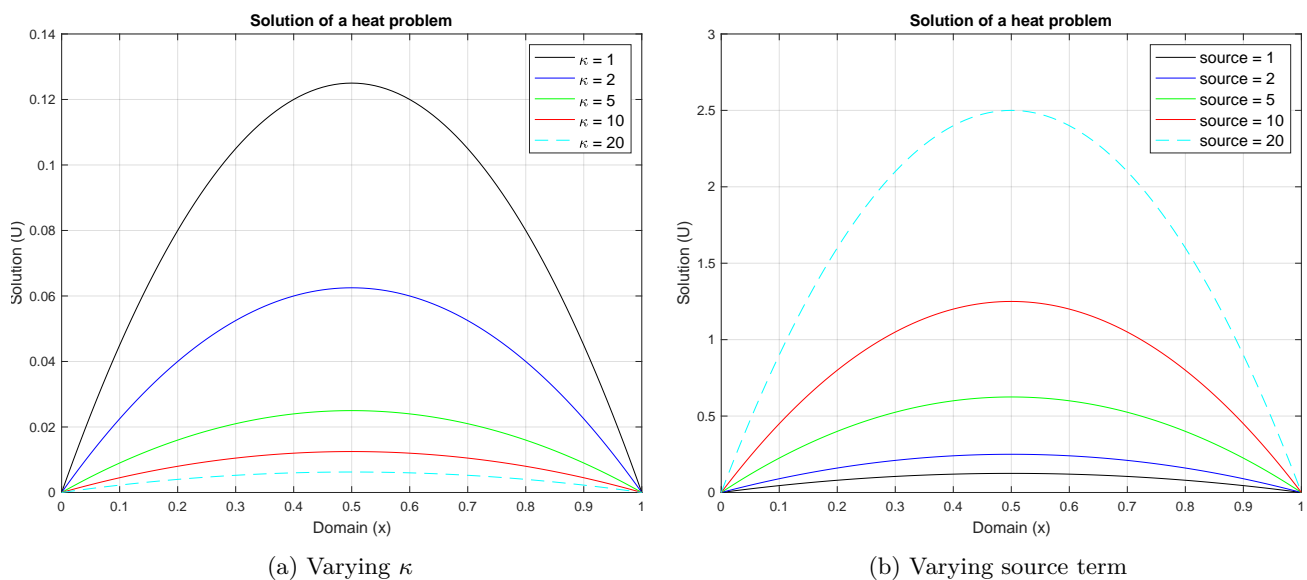 Solution of a heat problem
0.14
0.12
0.1
0.08
0.06
0.04
0.02
0
Solution (U)
κ = 1
κ = 2
κ = 5
κ = 10
κ = 20
0 0.1 0.2 0.3 0.4 0.5 0.6 0.7 0.8 0.9 1
Domain (x)
(a) Varying κ
Solution of a heat problem
3
2.5
2
1.5
1
0.5
0
Solution (U)
source = 1
source = 2
source = 5
source = 10
source = 20
0 0.1 0.2 0.3 0.4 0.5 0.6 0.7 0.8 0.9 1
Domain (x)
(b) Varying source term